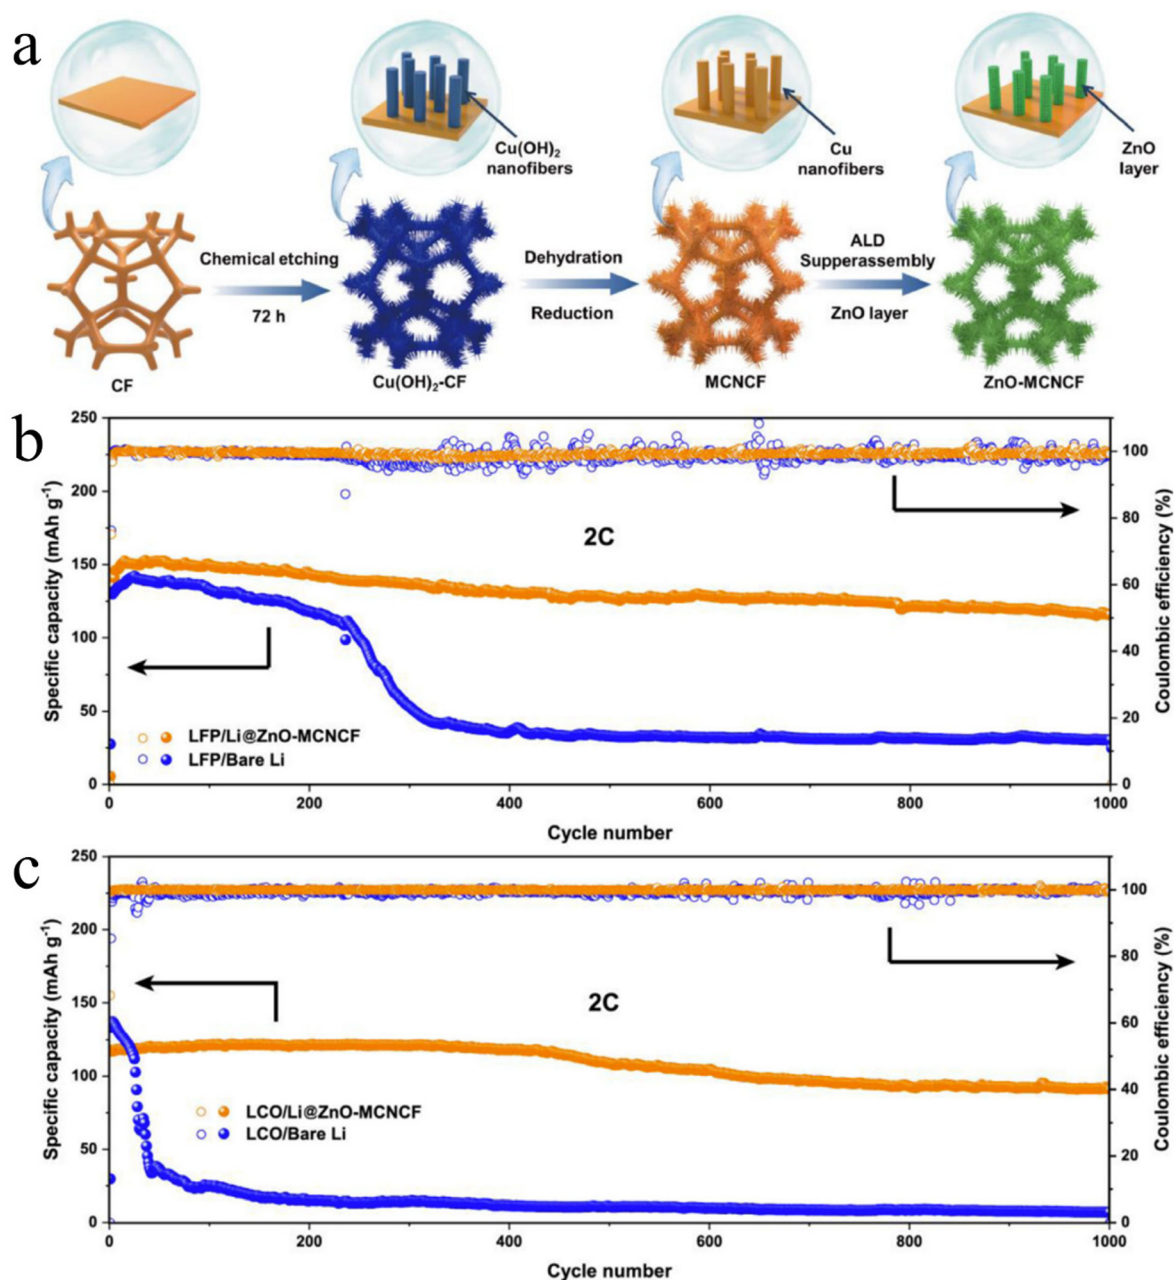 a
Cu(OH)₂
nanofibers
Cu
nanofibers
ZnO
layer
Chemical etching
72 h
Dehydration
Reduction
ALD
Supperassembly
ZnO layer
CF
Cu(OH)₂-CF
MCNCF
ZnO-MCNCF
b
250
200
150
100
50
0
Specific capacity (mAh g⁻¹)
2C
LFP/Li@ZnO-MCNCF
LFP/Bare Li
100
80
60
40
20
0
Coulombic efficiency (%)
0 200 400 600 800 1000
Cycle number
c
250
200
150
100
50
0
Specific capacity (mAh g⁻¹)
2C
LCO/Li@ZnO-MCNCF
LCO/Bare Li
100
80
60
40
20
0
Coulombic efficiency (%)
0 200 400 600 800 1000
Cycle number